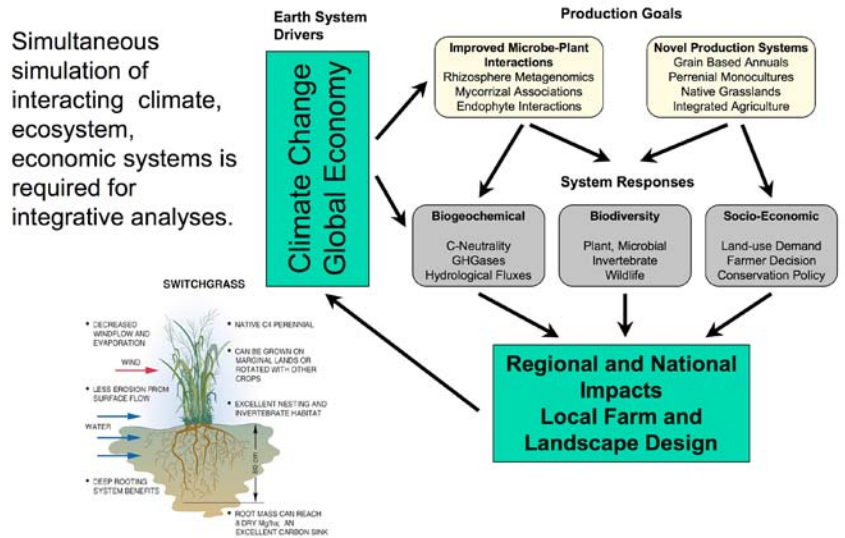 Simultaneous
simulation of
interacting climate,
ecosystem,
economic systems is
required for
integrative analyses.
Earth System
Drivers
Climate Change
Global Economy
Production Goals
Improved Microbe-Plant
Interactions
Rhizosphere Metagenomics
Mycorrizal Associations
Endophyte Interactions
Novel Production Systems
Grain Based Annuals
Perrenial Monocultures
Native Grasslands
Integrated Agriculture
System Responses
Biogeochemical
C-Neutrality
GHGases
Hydrological Fluxes
Biodiversity
Plant, Microbial
Invertebrate
Wildlife
Socio-Economic
Land-use Demand
Farmer Decision
Conservation Policy
Regional and National
Impacts
Local Farm and
Landscape Design
SWITCHGRASS
• DECREASED
WINDFLOW AND
EVAPORATION
WIND
• LESS EROSION FROM
SURFACE FLOW
WATER
• DEEP ROOTING
SYSTEM BENEFITS
• NATIVE C4 PERENNIAL
• CAN BE GROWN ON
MARGINAL LANDS OR
ROTATED WITH OTHER
CROPS
• EXCELLENT NESTING AND
INVERTEBRATE HABITAT
• ROOT MASS CAN REACH
8 DRY Mg/ha; AN
EXCELLENT CARBON SINK